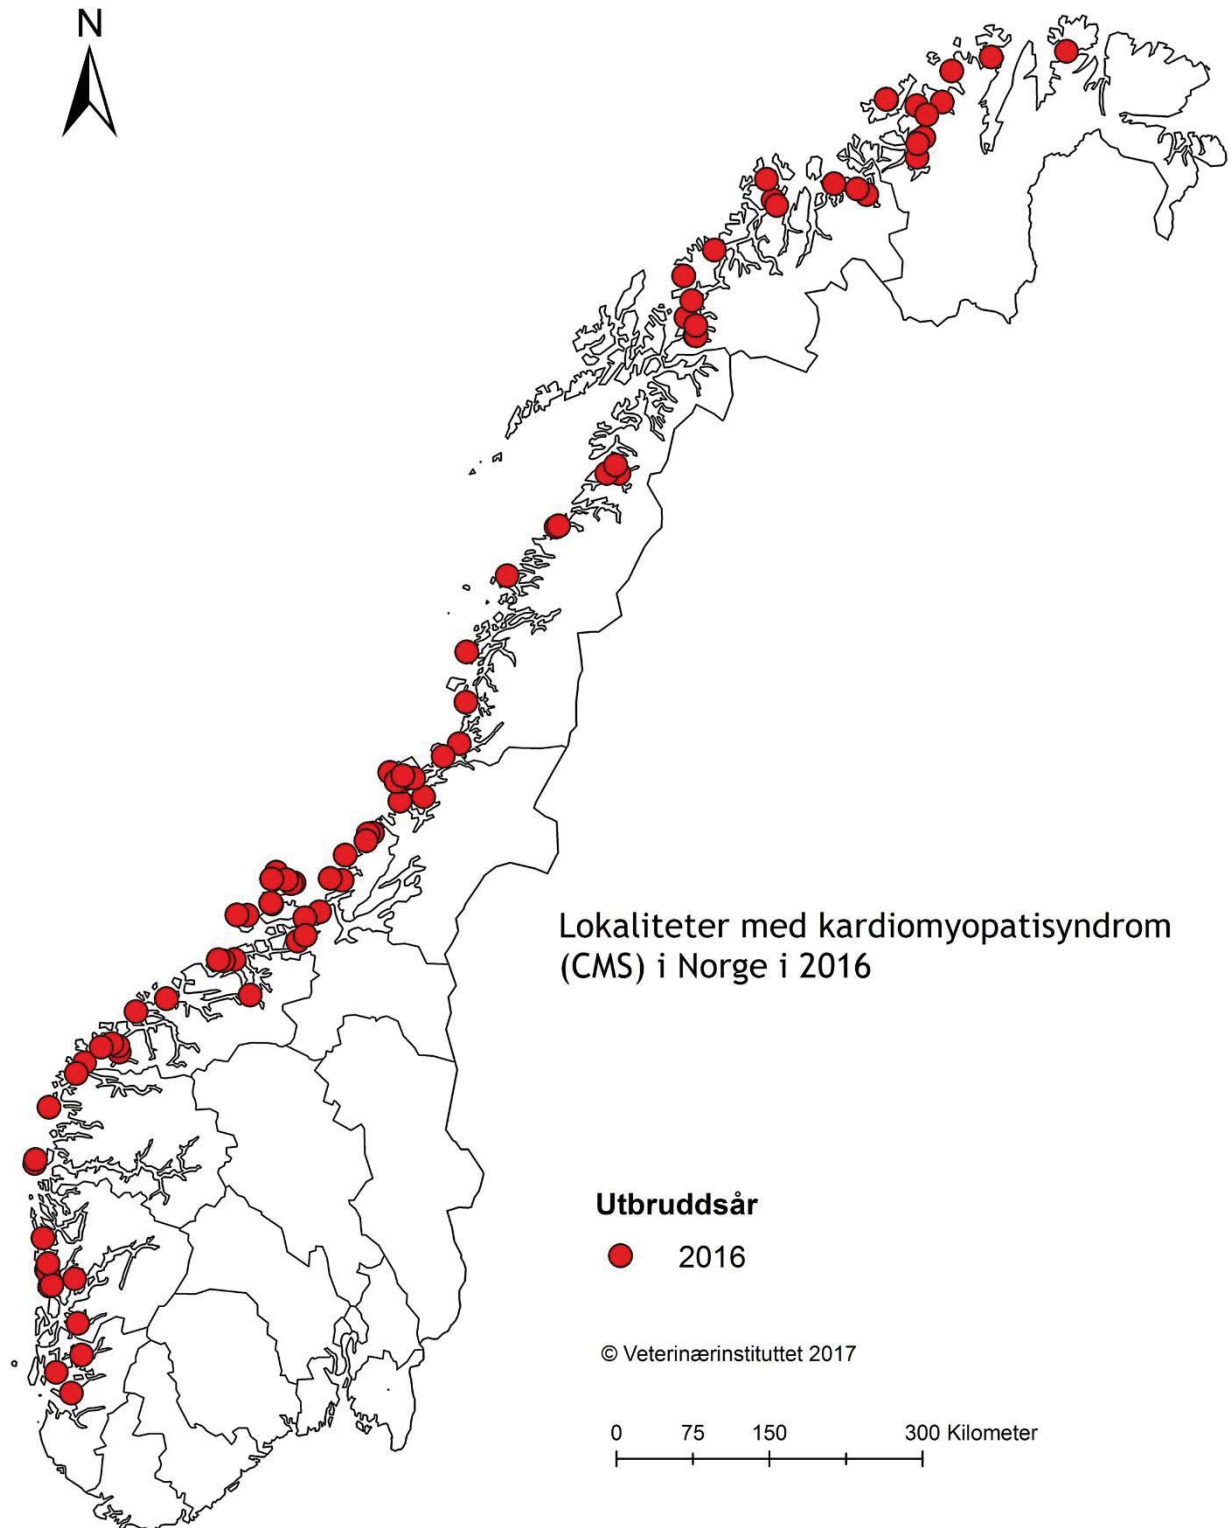 N
Lokaliteter med kardiomyopatisyndrom
(CMS) i Norge i 2016
Utbruddsår
2016
© Veterinærinstituttet 2017
0 75 150 300 Kilometer